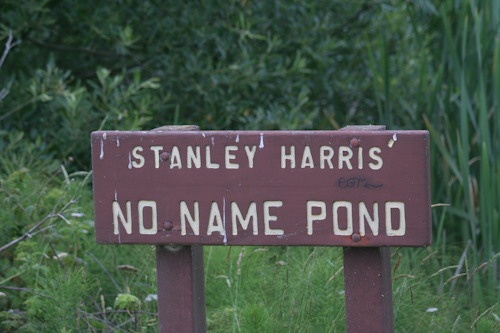 STANLEY HARRIS
NO NAME POND